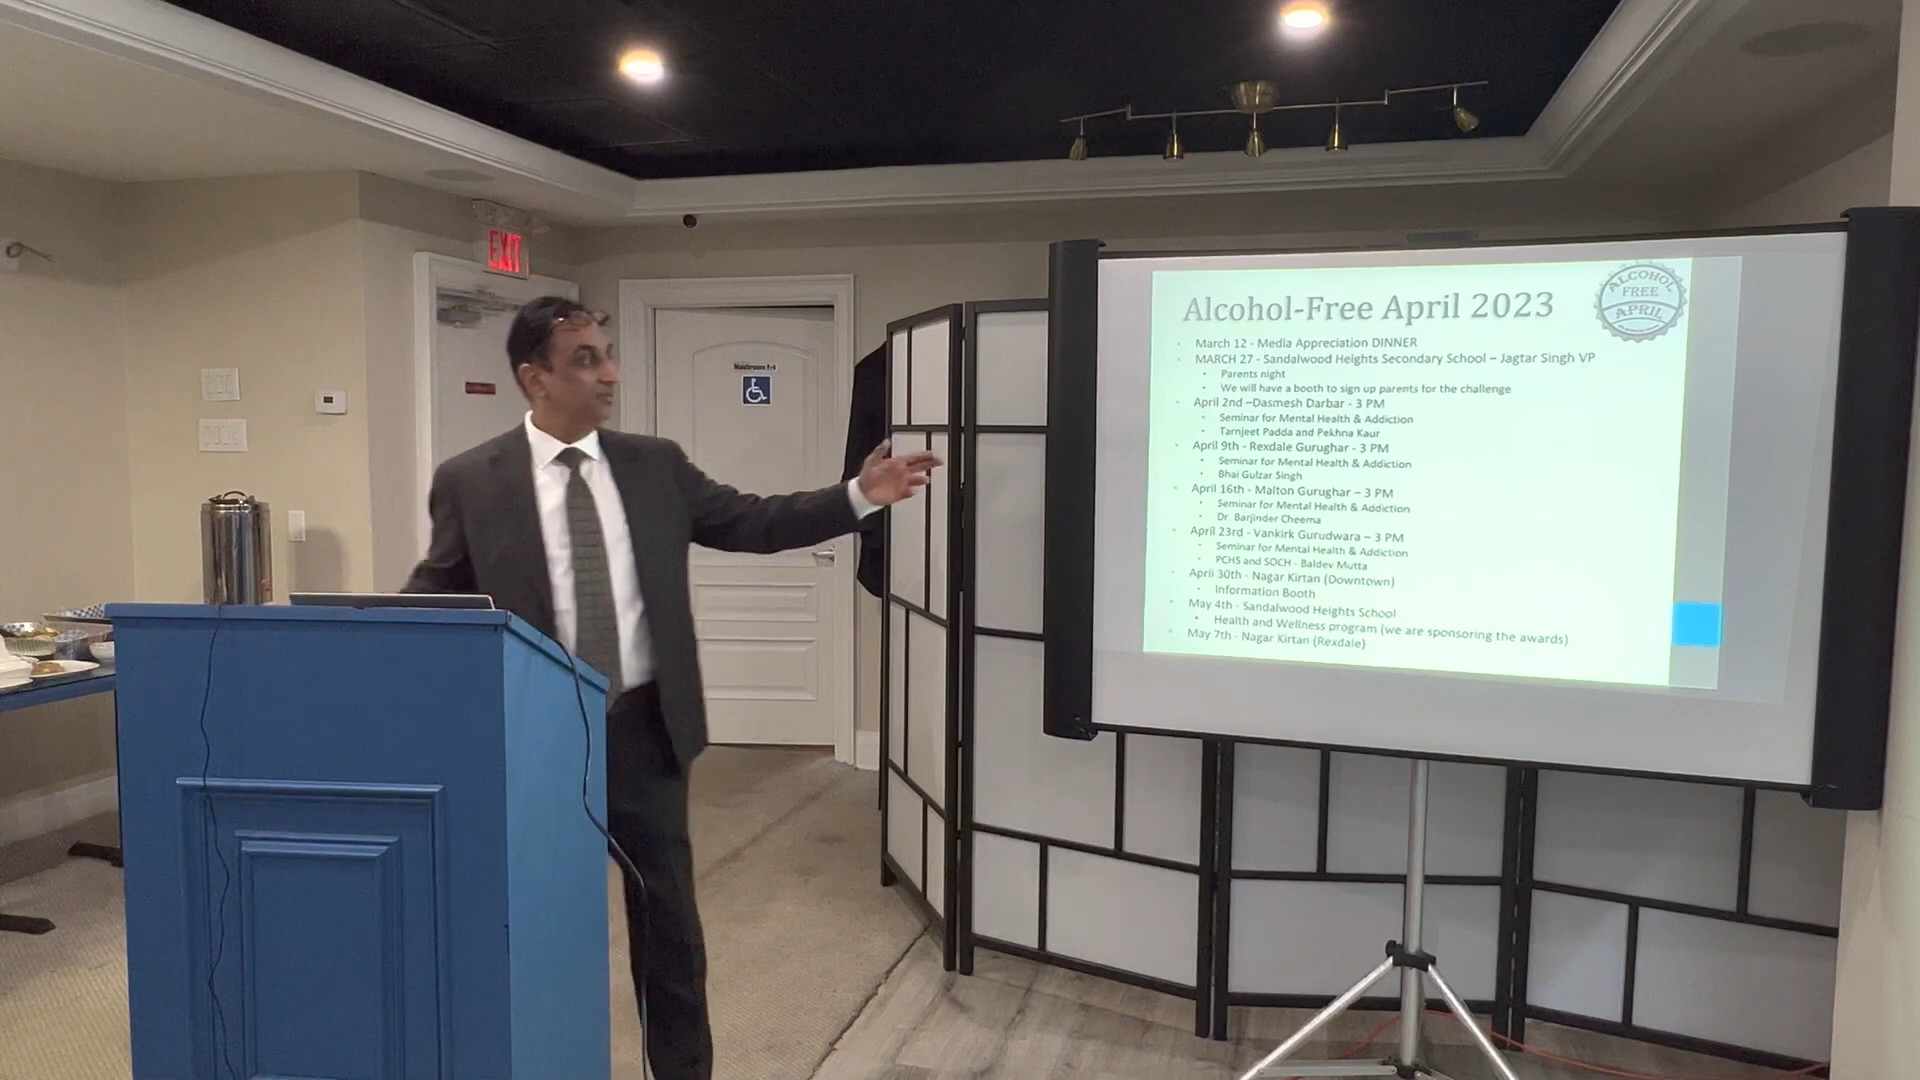 EXIT
Washroom
ALCOHOL
FREE
APRIL
Alcohol-Free April 2023
March 12 - Media Appreciation DINNER
MARCH 27 - Sandalwood Heights Secondary School – Jagtar Singh VP
Parents night
We will have a booth to sign up parents for the challenge
April 2nd –Dasmesh Darbar - 3 PM
Seminar for Mental Health & Addiction
Tarnjeet Padda and Pekhna Kaur
April 9th - Rexdale Gurughar - 3 PM
Seminar for Mental Health & Addiction
Bhai Gulzar Singh
April 16th - Malton Gurughar – 3 PM
Seminar for Mental Health & Addiction
Dr. Barjinder Cheema
April 23rd - Vankirk Gurudwara – 3 PM
Seminar for Mental Health & Addiction
PCHS and SOCH - Baldev Mutta
April 30th - Nagar Kirtan (Downtown)
Information Booth
May 4th - Sandalwood Heights School
Health and Wellness program (we are sponsoring the awards)
May 7th - Nagar Kirtan (Rexdale)